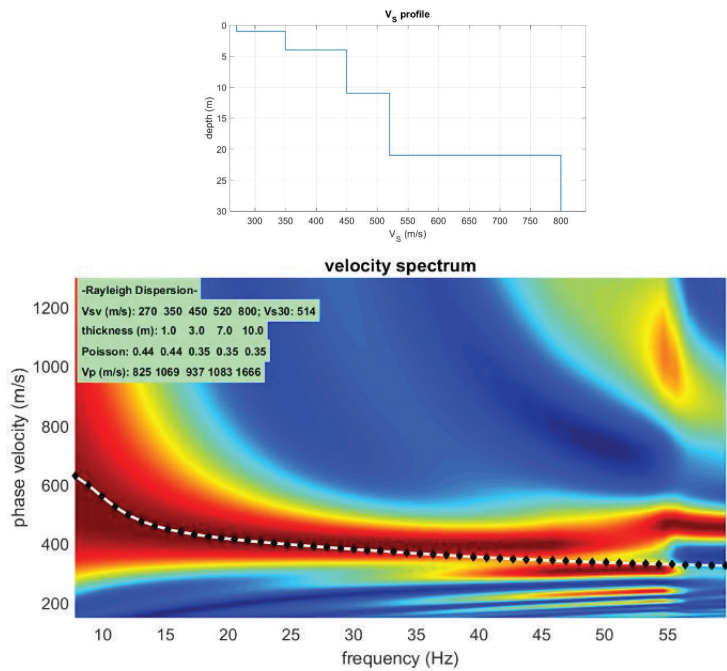 V_S profile
0
5
10
15
20
25
30
depth (m)
300 350 400 450 500 550 600 650 700 750 800
V_S (m/s)
velocity spectrum
-Rayleigh Dispersion-
Vsv (m/s): 270 350 450 520 800; Vs30: 514
thickness (m): 1.0 3.0 7.0 10.0
Poisson: 0.44 0.44 0.35 0.35 0.35
Vp (m/s): 825 1069 937 1083 1666
1200
1000
800
600
400
200
phase velocity (m/s)
10 15 20 25 30 35 40 45 50 55
frequency (Hz)